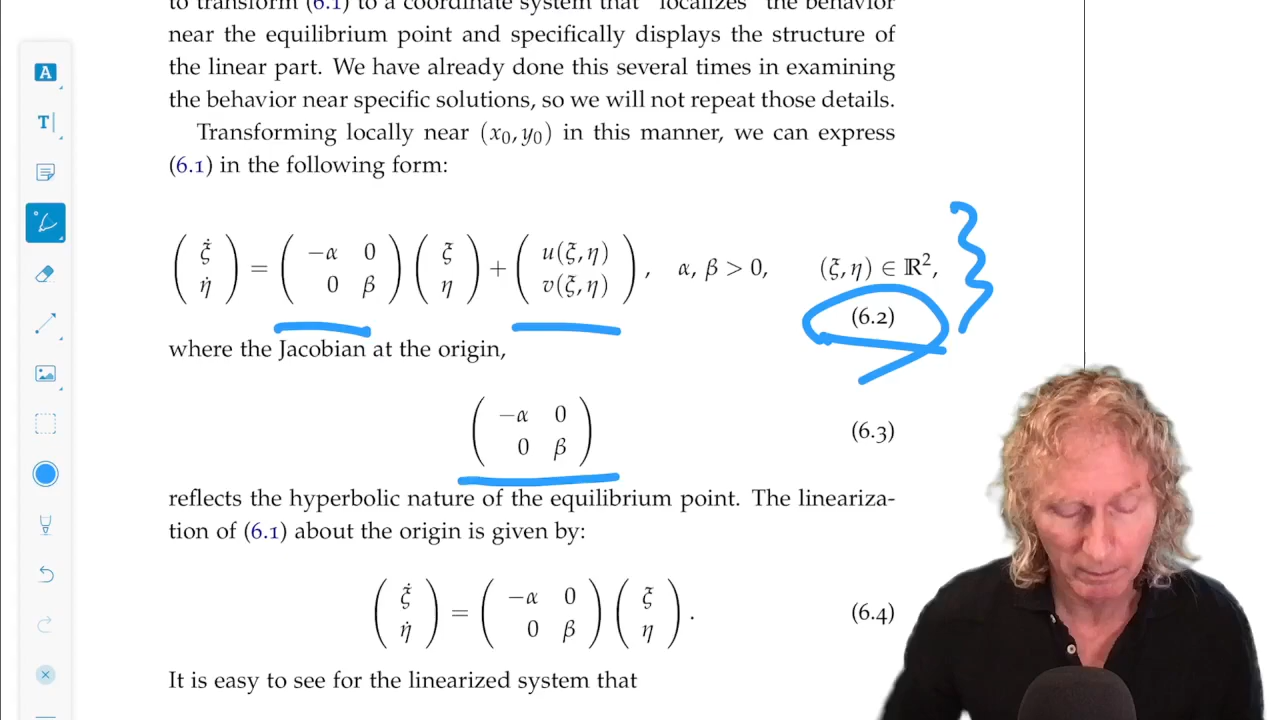 to transform (6.1) to a coordinate system that "localizes" the behavior
near the equilibrium point and specifically displays the structure of
the linear part. We have already done this several times in examining
the behavior near specific solutions, so we will not repeat those details.
Transforming locally near (x₀, y₀) in this manner, we can express
(6.1) in the following form:
( ξ̇ ; η̇ ) = ( −α 0 ; 0 β ) ( ξ ; η ) + ( u(ξ, η) ; v(ξ, η) ), α, β > 0, (ξ, η) ∈ ℝ²,
(6.2)
where the Jacobian at the origin,
( −α 0 ; 0 β ) (6.3)
reflects the hyperbolic nature of the equilibrium point. The lineariza-
tion of (6.1) about the origin is given by:
( ξ̇ ; η̇ ) = ( −α 0 ; 0 β ) ( ξ ; η ). (6.4)
It is easy to see for the linearized system that
A
T